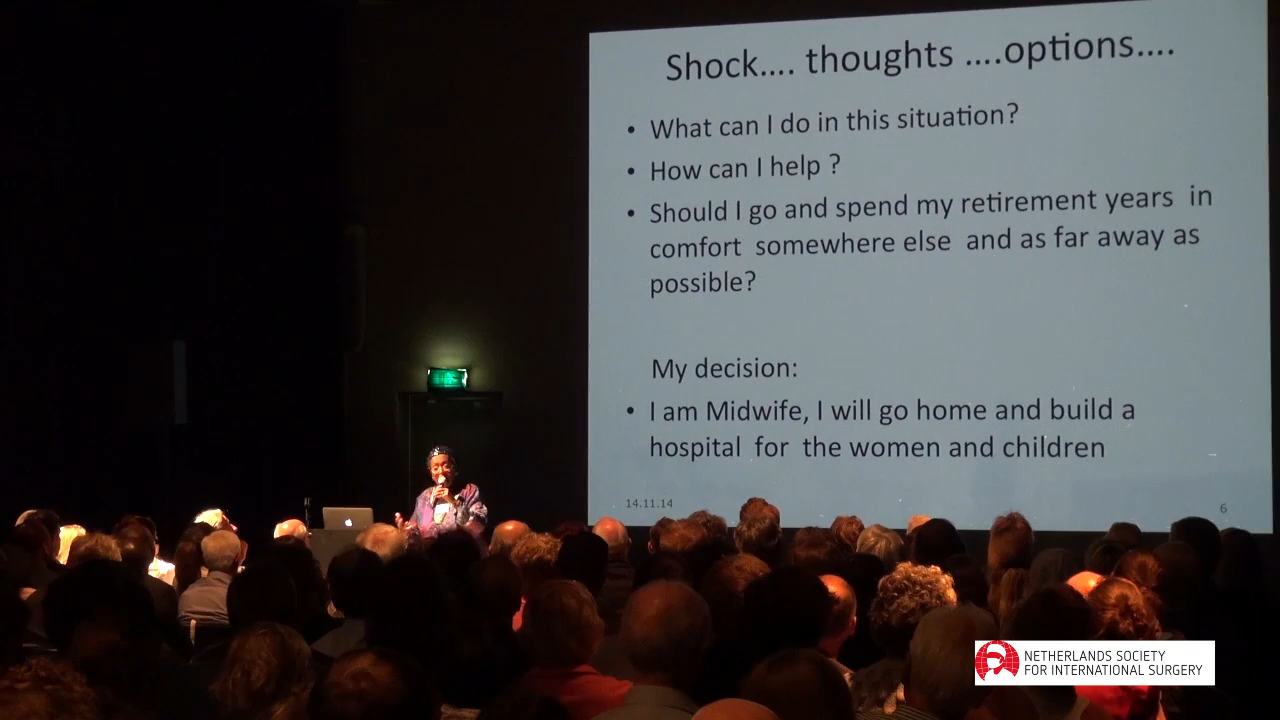 Shock.... thoughts ....options....
• What can I do in this situation?
• How can I help ?
• Should I go and spend my retirement years in
comfort somewhere else and as far away as
possible?
My decision:
• I am Midwife, I will go home and build a
hospital for the women and children
14.11.14
6
NETHERLANDS SOCIETY
FOR INTERNATIONAL SURGERY